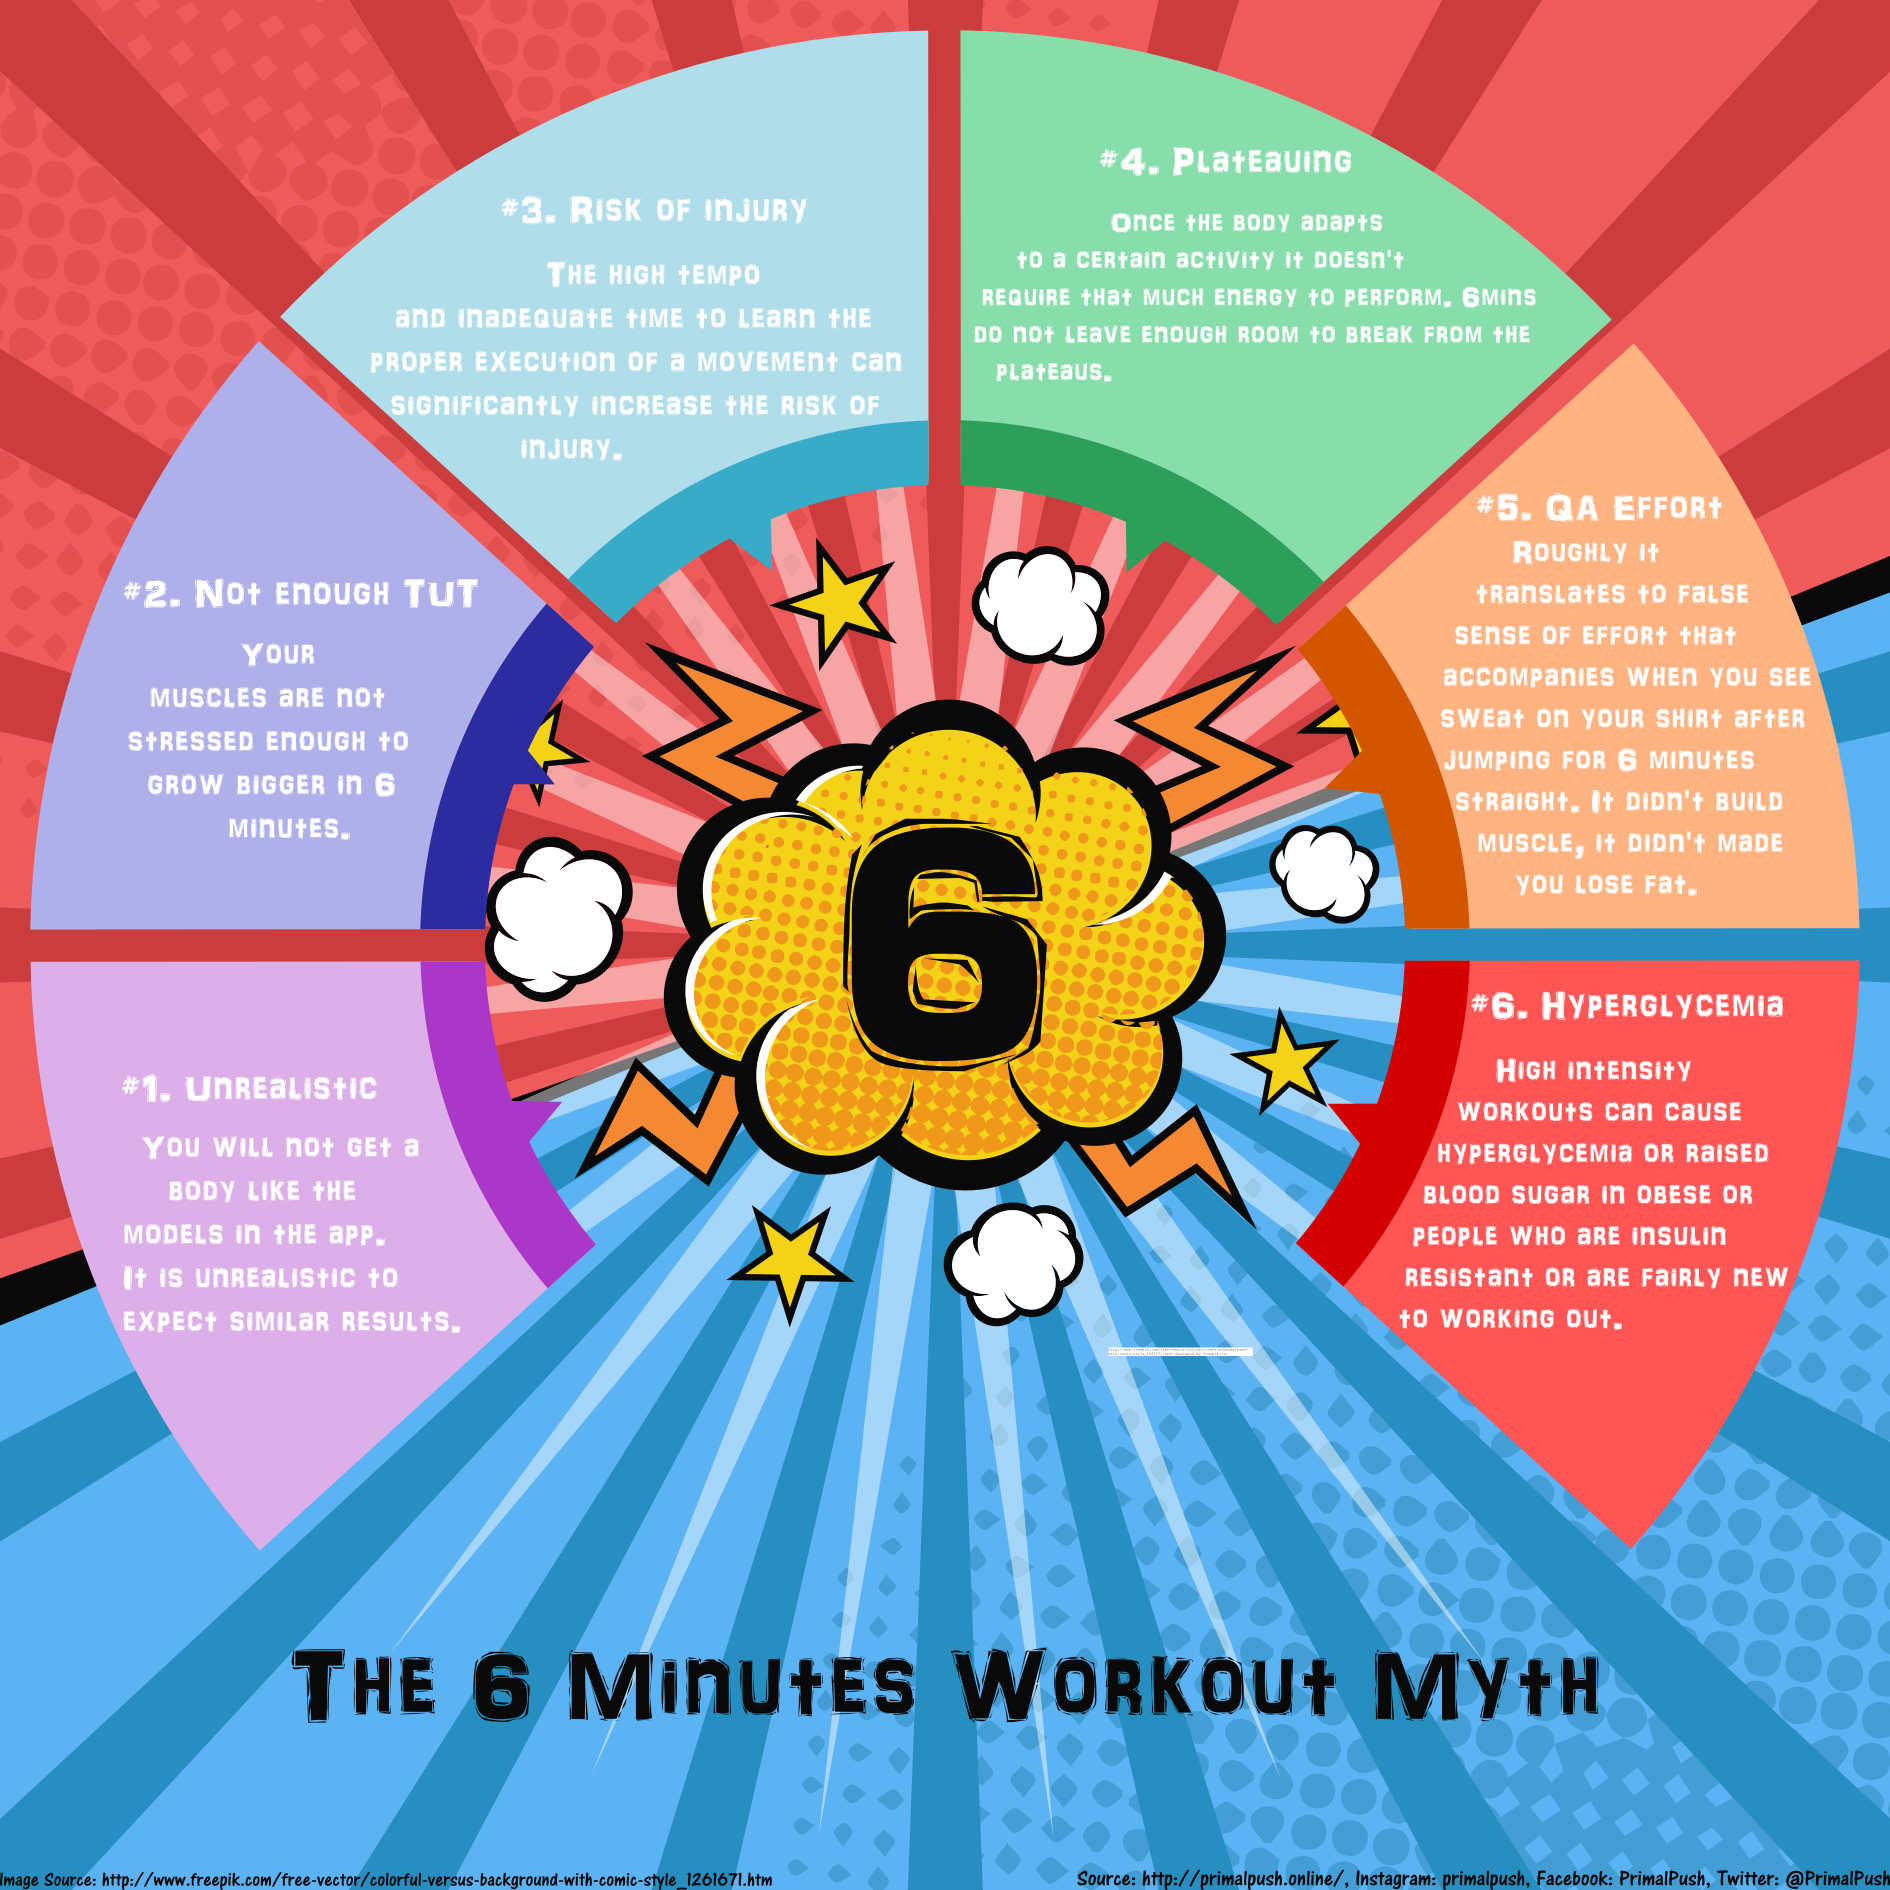 #3. Risk of injury
The high tempo
and inadequate time to learn the
proper execution of a movement can
significantly increase the risk of
injury.
#4. Plateauing
Once the body adapts
to a certain activity it doesn't
require that much energy to perform. 6mins
do not leave enough room to break from the
plateaus.
#2. Not enough TUT
Your
muscles are not
stressed enough to
grow bigger in 6
minutes.
#5. QA Effort
Roughly it
translates to false
sense of effort that
accompanies when you see
sweat on your shirt after
jumping for 6 minutes
straight. It didn't build
muscle, it didn't made
you lose fat.
6
#1. Unrealistic
You will not get a
body like the
models in the app.
It is unrealistic to
expect similar results.
#6. Hyperglycemia
High intensity
workouts can cause
hyperglycemia or raised
blood sugar in obese or
people who are insulin
resistant or are fairly new
to working out.
The 6 Minutes Workout Myth
Image Source: http://www.freepik.com/free-vector/colorful-versus-background-with-comic-style_1261671.htm
Source: http://primalpush.online/, Instagram: primalpush, Facebook: PrimalPush, Twitter: @PrimalPush